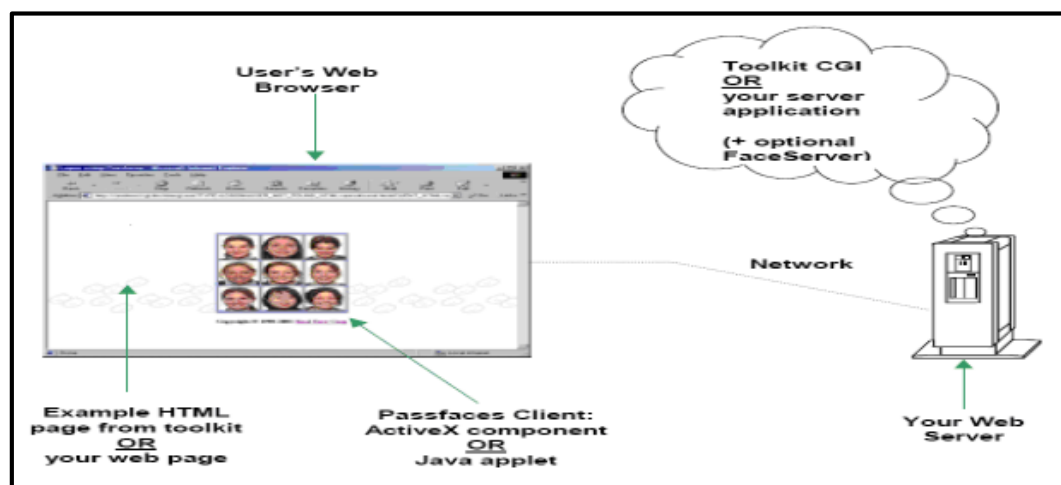 User's Web
Browser
Toolkit CGI
OR
your server
application
(+ optional
FaceServer)
Network
Example HTML
page from toolkit
OR
your web page
Passfaces Client:
ActiveX component
OR
Java applet
Your Web
Server